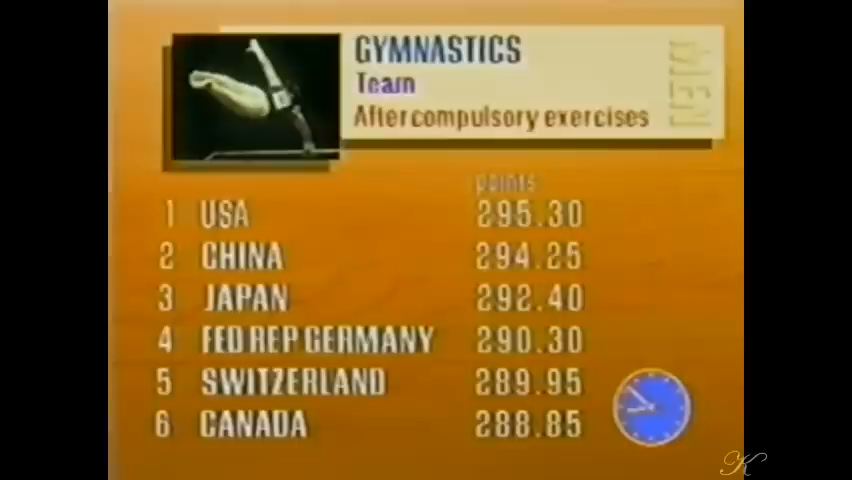 GYMNASTICS
Team
After compulsory exercises
MEN
points
1 USA 295.30
2 CHINA 294.25
3 JAPAN 292.40
4 FED REP GERMANY 290.30
5 SWITZERLAND 289.95
6 CANADA 288.85
K